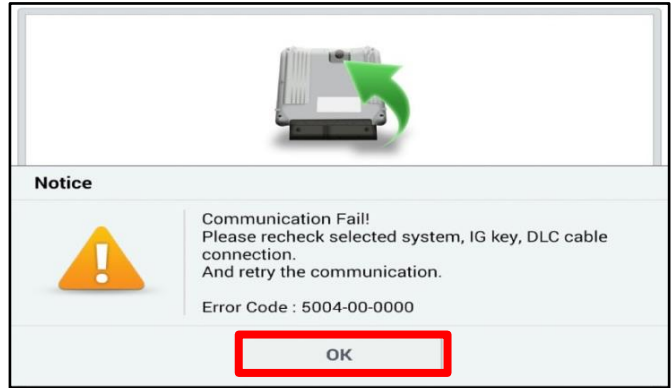 Notice
Communication Fail!
Please recheck selected system, IG key, DLC cable
connection.
And retry the communication.
Error Code : 5004-00-0000
OK